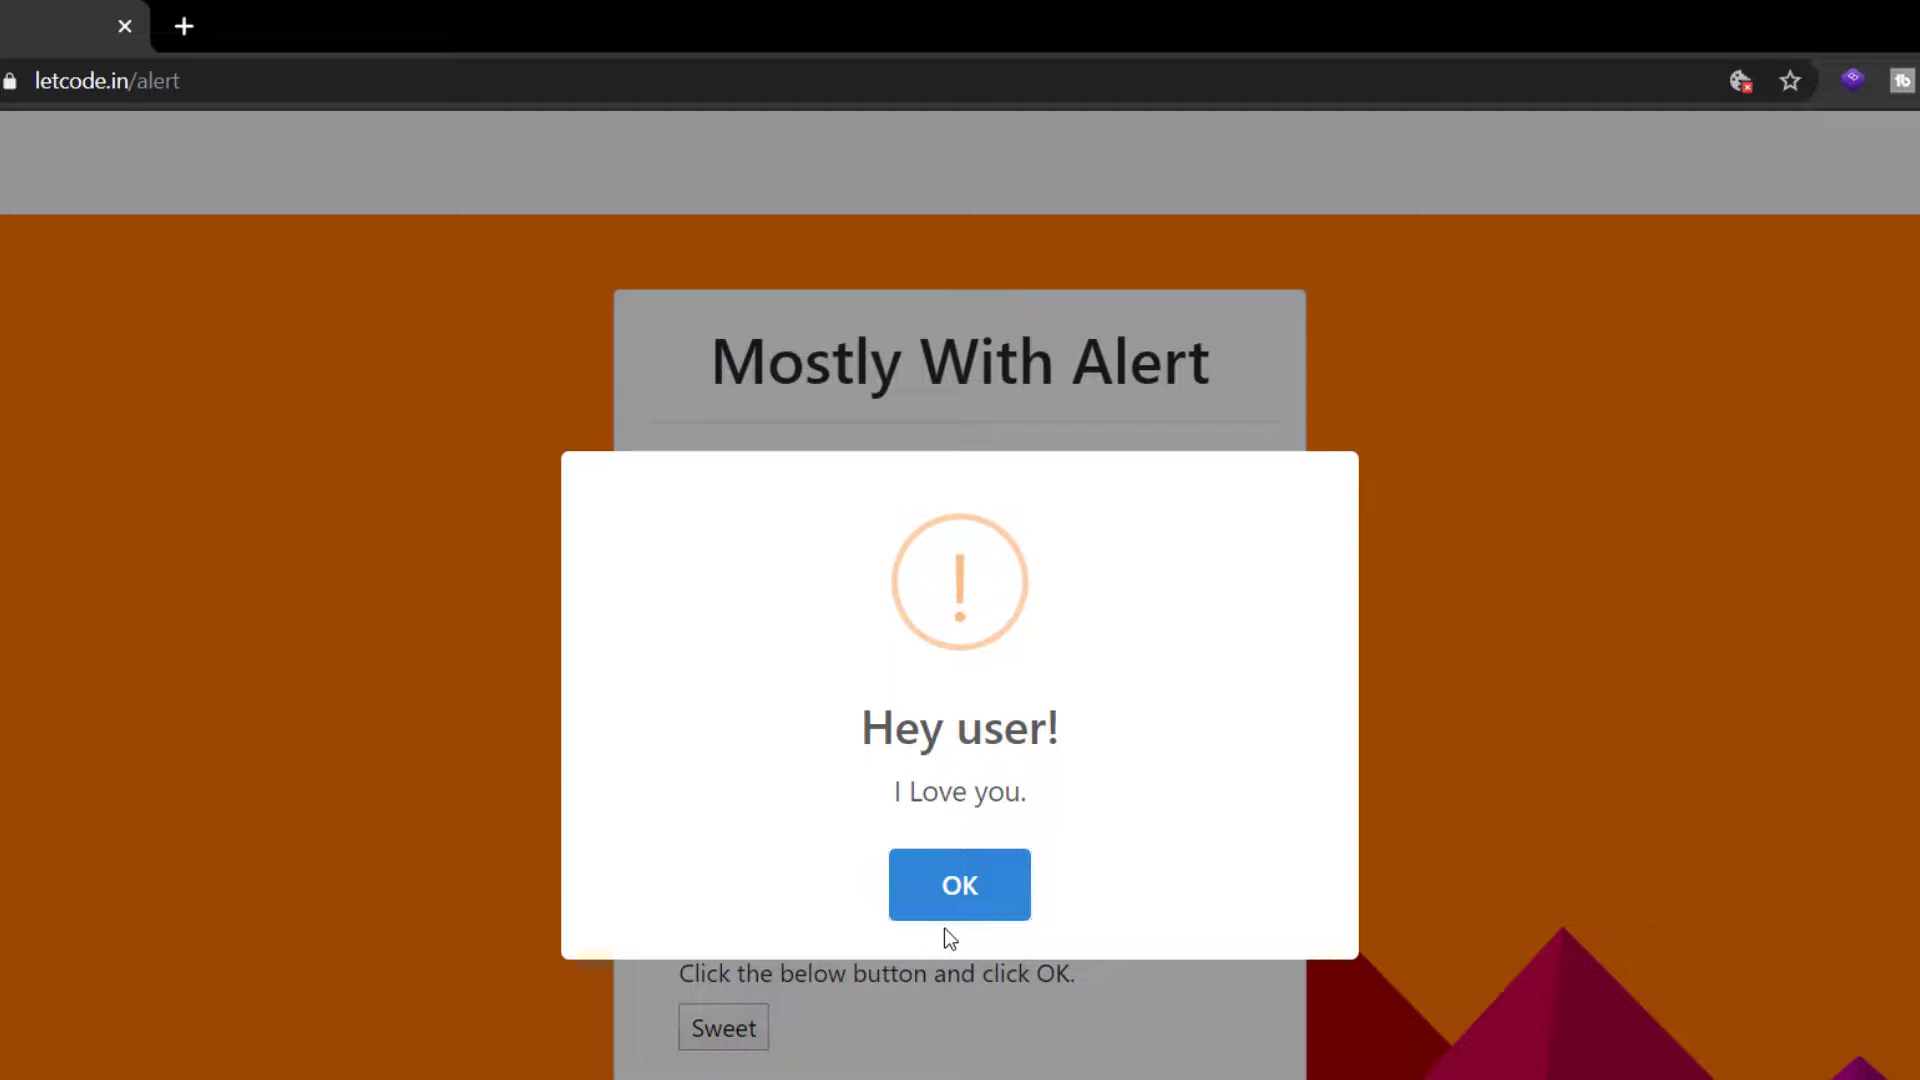 letcode.in/alert
Mostly With Alert
!
Hey user!
I Love you.
OK
Click the below button and click OK.
Sweet